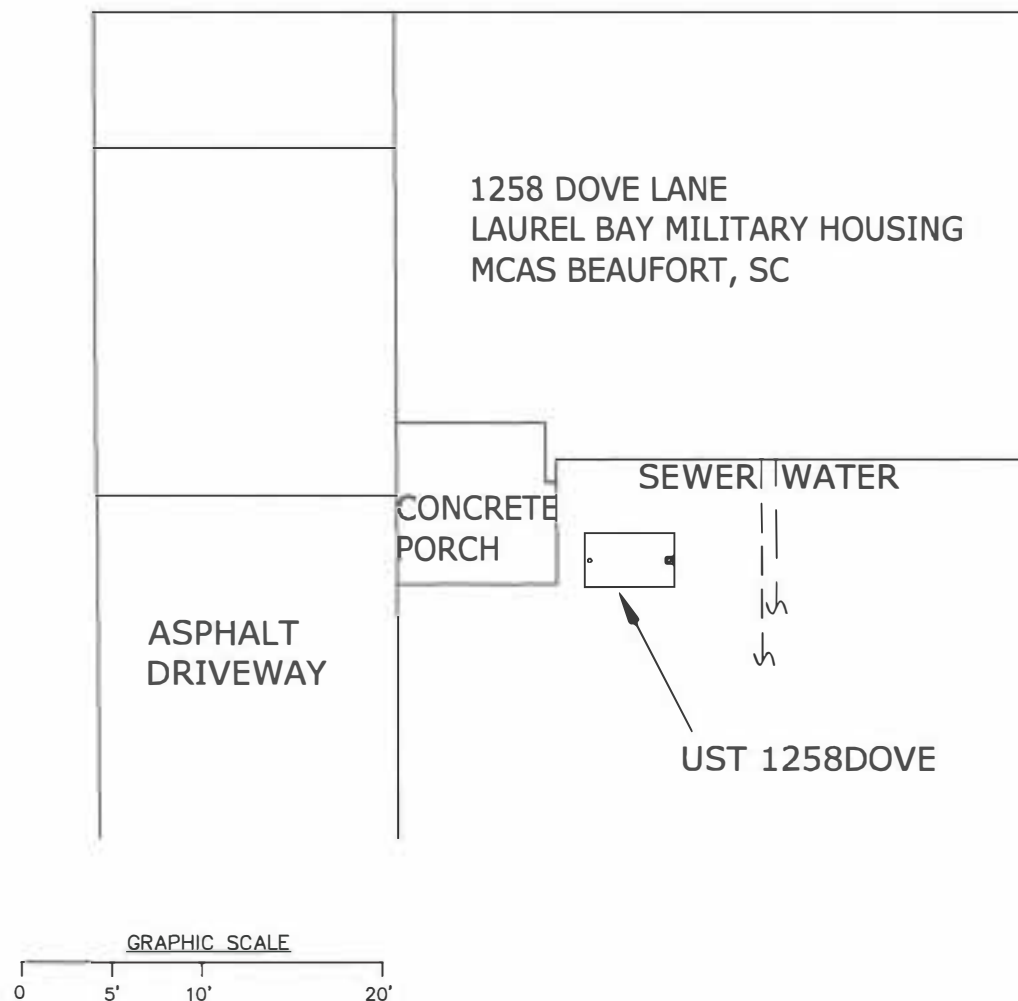 1258 DOVE LANE
LAUREL BAY MILITARY HOUSING
MCAS BEAUFORT, SC
SEWER WATER
CONCRETE
PORCH
ASPHALT
DRIVEWAY
UST 1258DOVE
GRAPHIC SCALE
0 5' 10' 20'